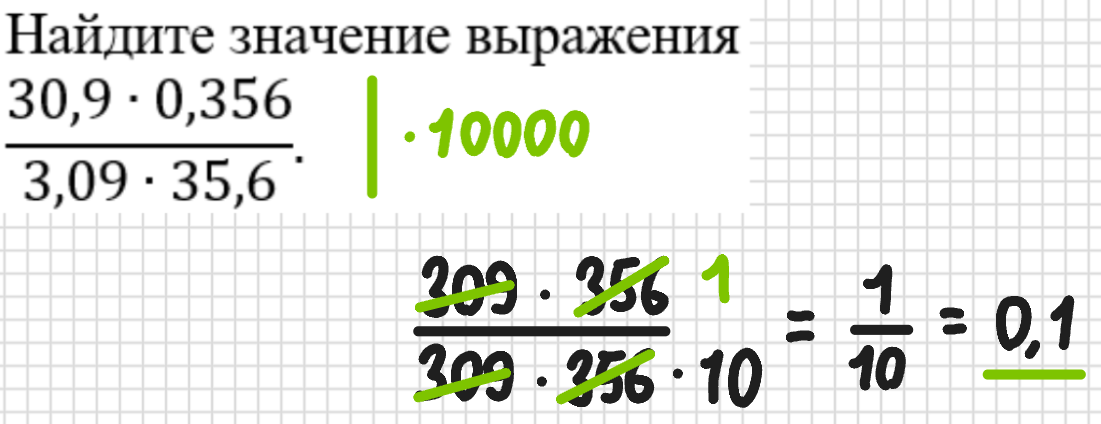 Найдите значение выражения
30,9 · 0,356
3,09 · 35,6 .
· 10000
309 · 356 1
309 · 356 · 10
= 1/10 = 0,1